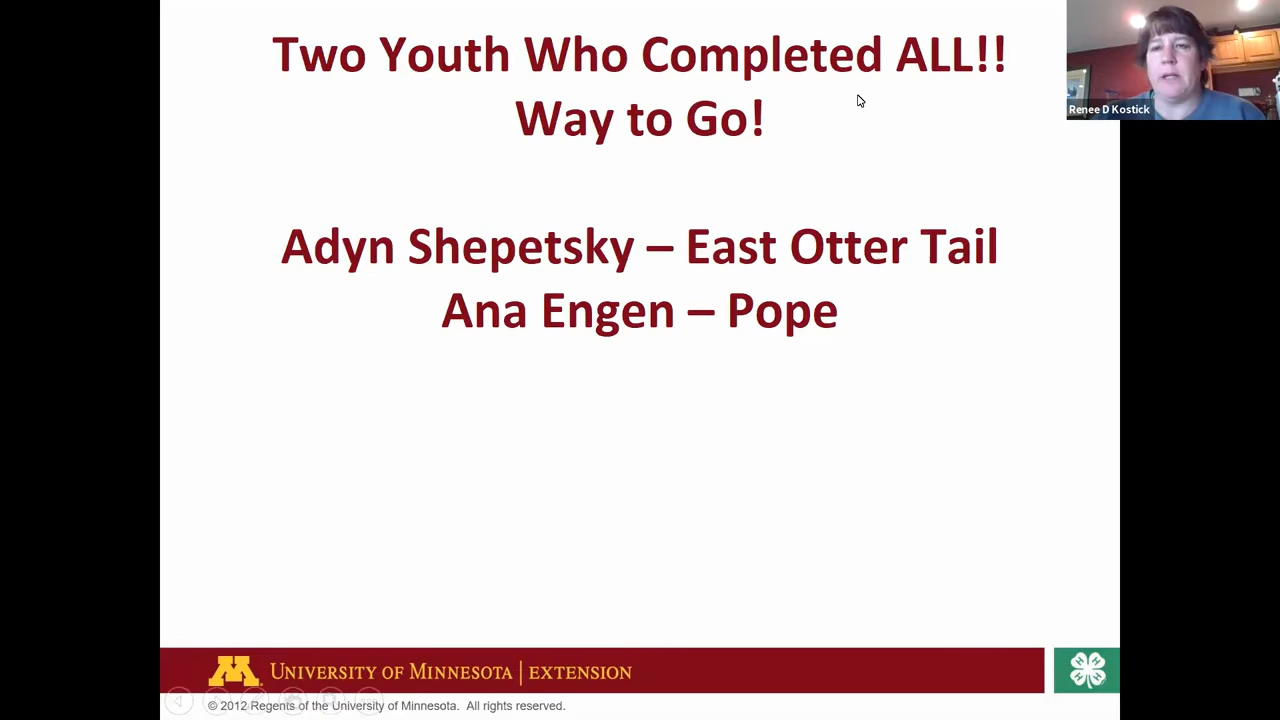 Two Youth Who Completed ALL!!
Way to Go!
Adyn Shepetsky – East Otter Tail
Ana Engen – Pope
Renee D Kostick
M
UNIVERSITY OF MINNESOTA | EXTENSION
H H H H
© 2012 Regents of the University of Minnesota. All rights reserved.